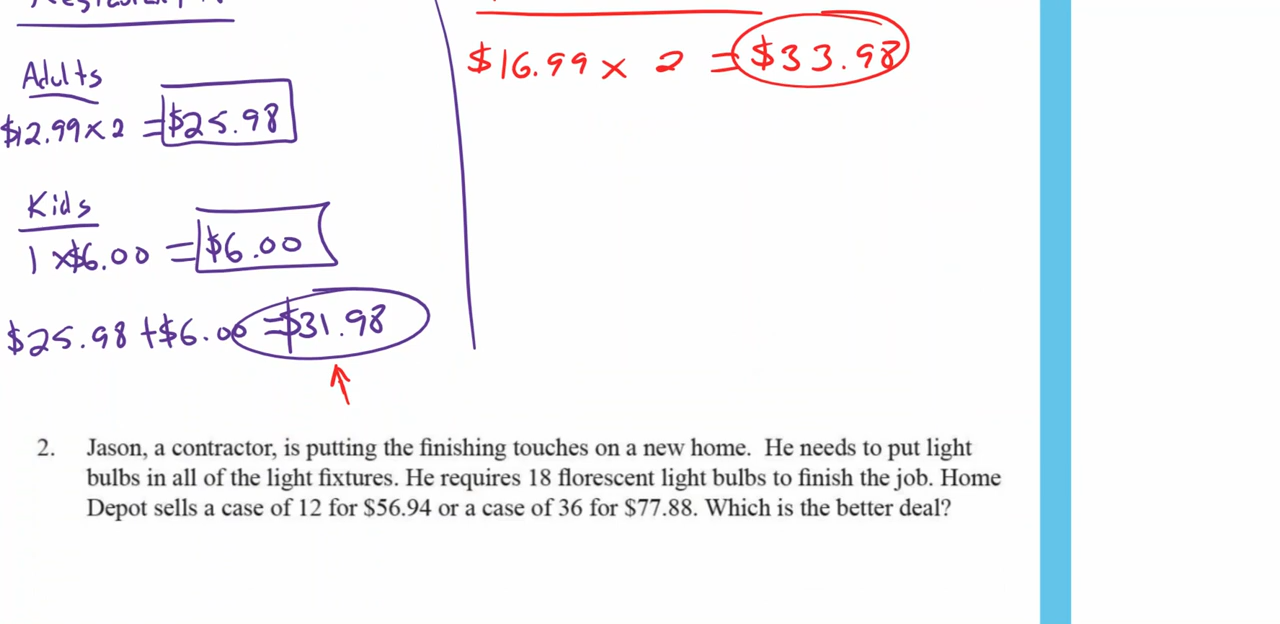 $16.99 x 2 = $33.98
Adults
$12.99 x 2 = $25.98
Kids
1 x $6.00 = $6.00
$25.98 + $6.00 = $31.98
2. Jason, a contractor, is putting the finishing touches on a new home. He needs to put light
bulbs in all of the light fixtures. He requires 18 florescent light bulbs to finish the job. Home
Depot sells a case of 12 for $56.94 or a case of 36 for $77.88. Which is the better deal?